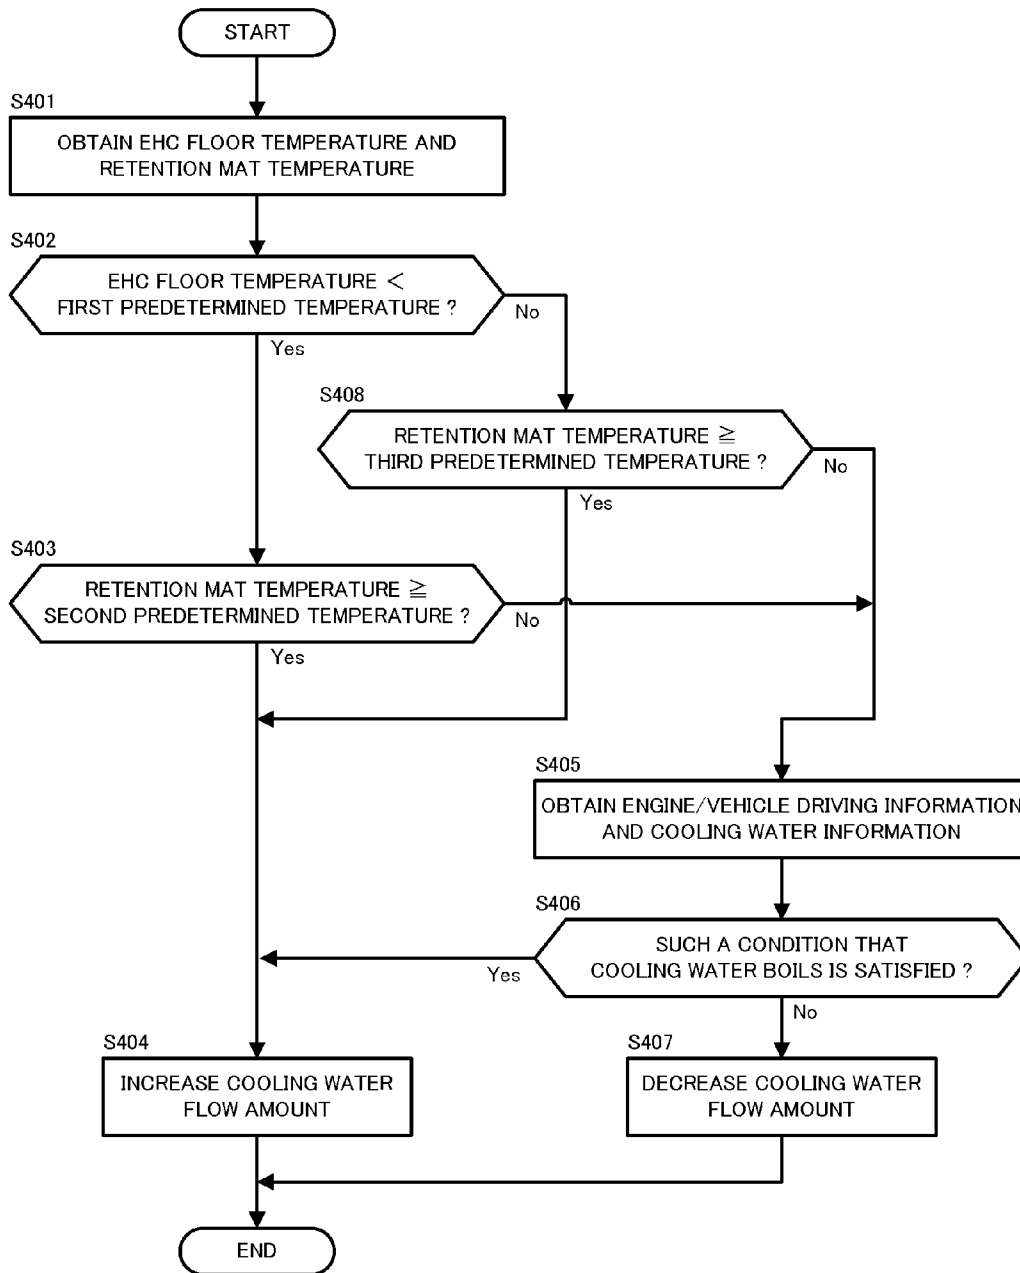 START
S401
OBTAIN EHC FLOOR TEMPERATURE AND
RETENTION MAT TEMPERATURE
S402
EHC FLOOR TEMPERATURE <
FIRST PREDETERMINED TEMPERATURE ?
No
Yes
S408
RETENTION MAT TEMPERATURE ≧
THIRD PREDETERMINED TEMPERATURE ?
No
Yes
S403
RETENTION MAT TEMPERATURE ≧
SECOND PREDETERMINED TEMPERATURE ?
No
Yes
S405
OBTAIN ENGINE/VEHICLE DRIVING INFORMATION
AND COOLING WATER INFORMATION
S406
SUCH A CONDITION THAT
COOLING WATER BOILS IS SATISFIED ?
Yes
No
S404
INCREASE COOLING WATER
FLOW AMOUNT
S407
DECREASE COOLING WATER
FLOW AMOUNT
END